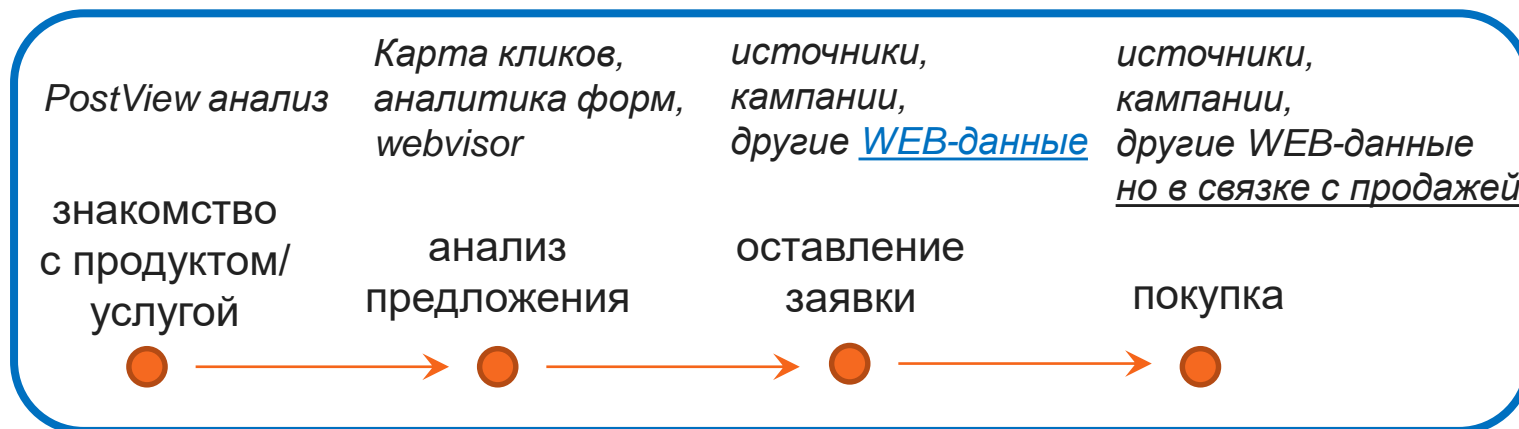 PostView анализ
Карта кликов,
аналитика форм,
webvisor
источники,
кампании,
другие WEB-данные
источники,
кампании,
другие WEB-данные
но в связке с продажей
знакомство
с продуктом/
услугой
анализ
предложения
оставление
заявки
покупка